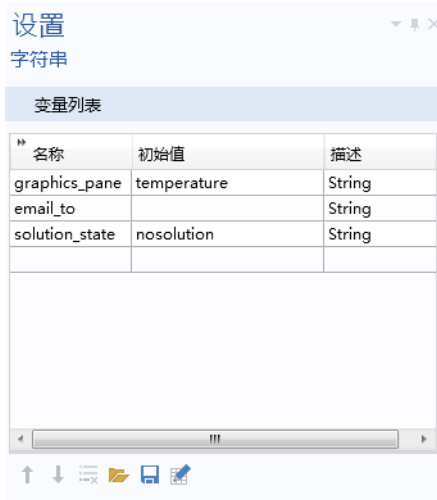 设置
字符串
变量列表
名称 初始值 描述
graphics_pane temperature String
email_to String
solution_state nosolution String